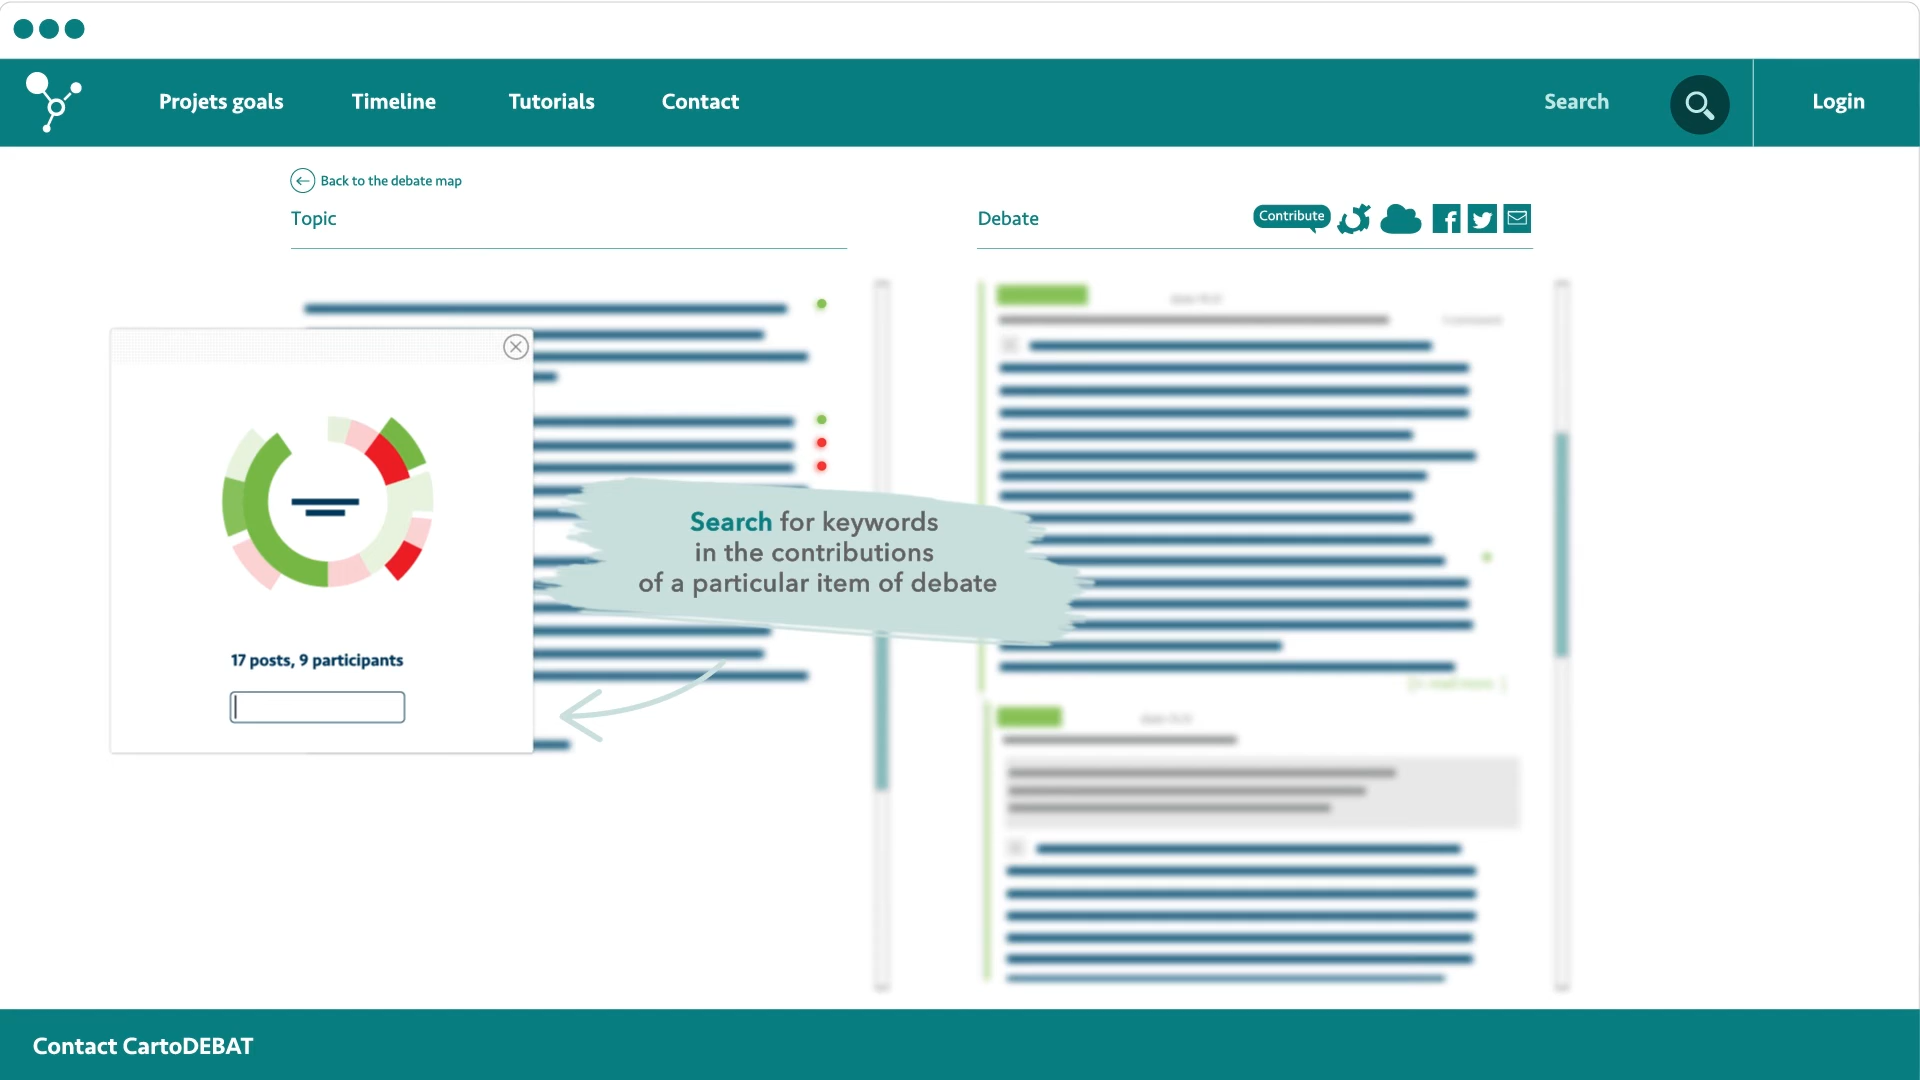 Projets goals
Timeline
Tutorials
Contact
Search
Login
Back to the debate map
Topic
Debate
Contribute
Search for keywords
in the contributions
of a particular item of debate
17 posts, 9 participants
Contact CartoDEBAT